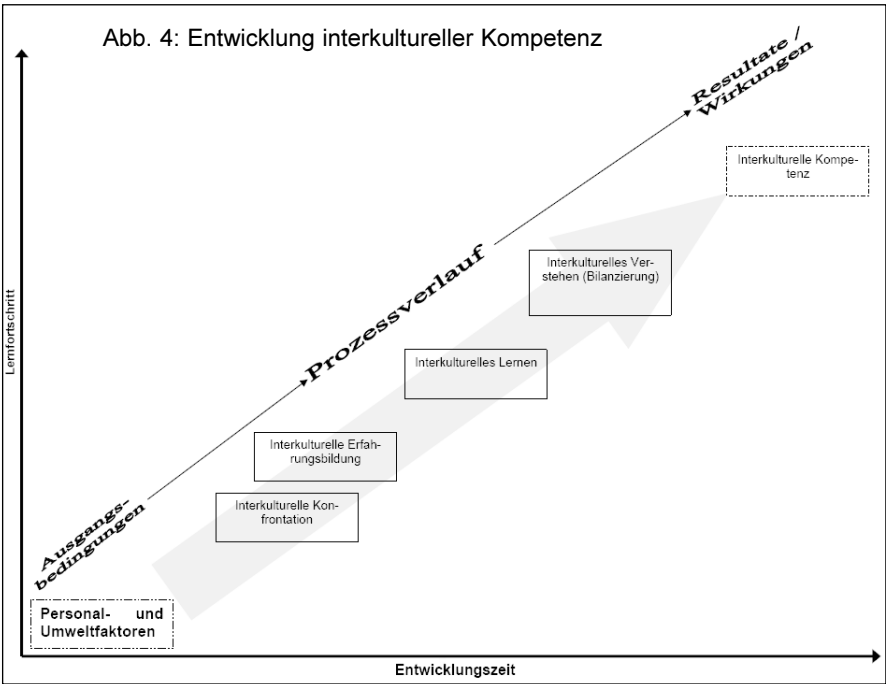 Abb. 4: Entwicklung interkultureller Kompetenz
Resultate /
Wirkungen
Interkulturelle Kompe-
tenz
Prozessverlauf
Interkulturelles Ver-
stehen (Bilanzierung)
Lernfortschritt
Interkulturelles Lernen
Interkulturelle Erfah-
rungsbildung
Interkulturelle Kon-
frontation
Ausgangs-
bedingungen
Personal- und
Umweltfaktoren
Entwicklungszeit